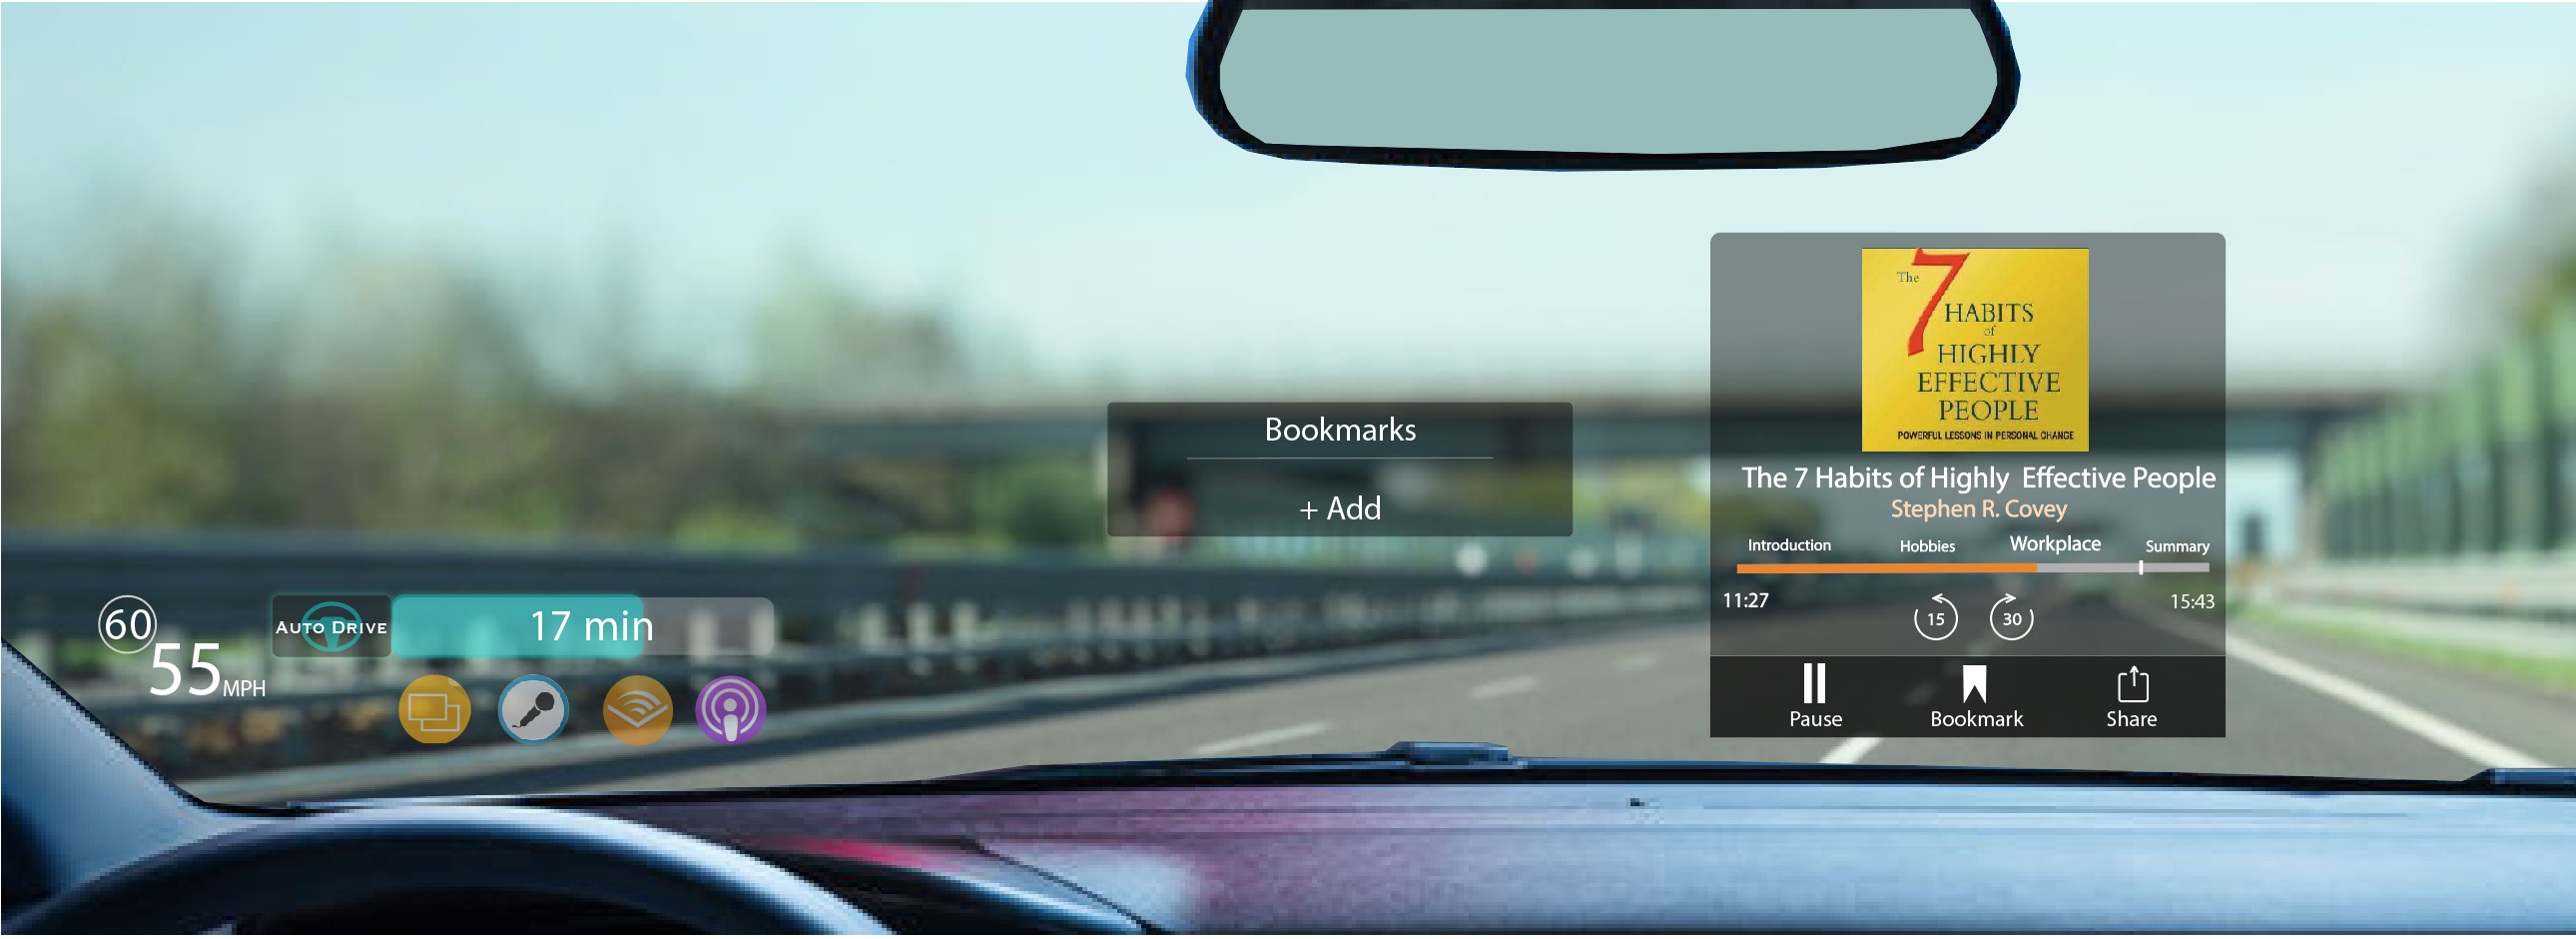 The
7
HABITS
of
HIGHLY
EFFECTIVE
PEOPLE
POWERFUL LESSONS IN PERSONAL CHANGE
Bookmarks
+ Add
The 7 Habits of Highly Effective People
Stephen R. Covey
Introduction Hobbies Workplace Summary
11:27 15 30 15:43
Pause Bookmark Share
60
55 MPH
AUTO DRIVE 17 min